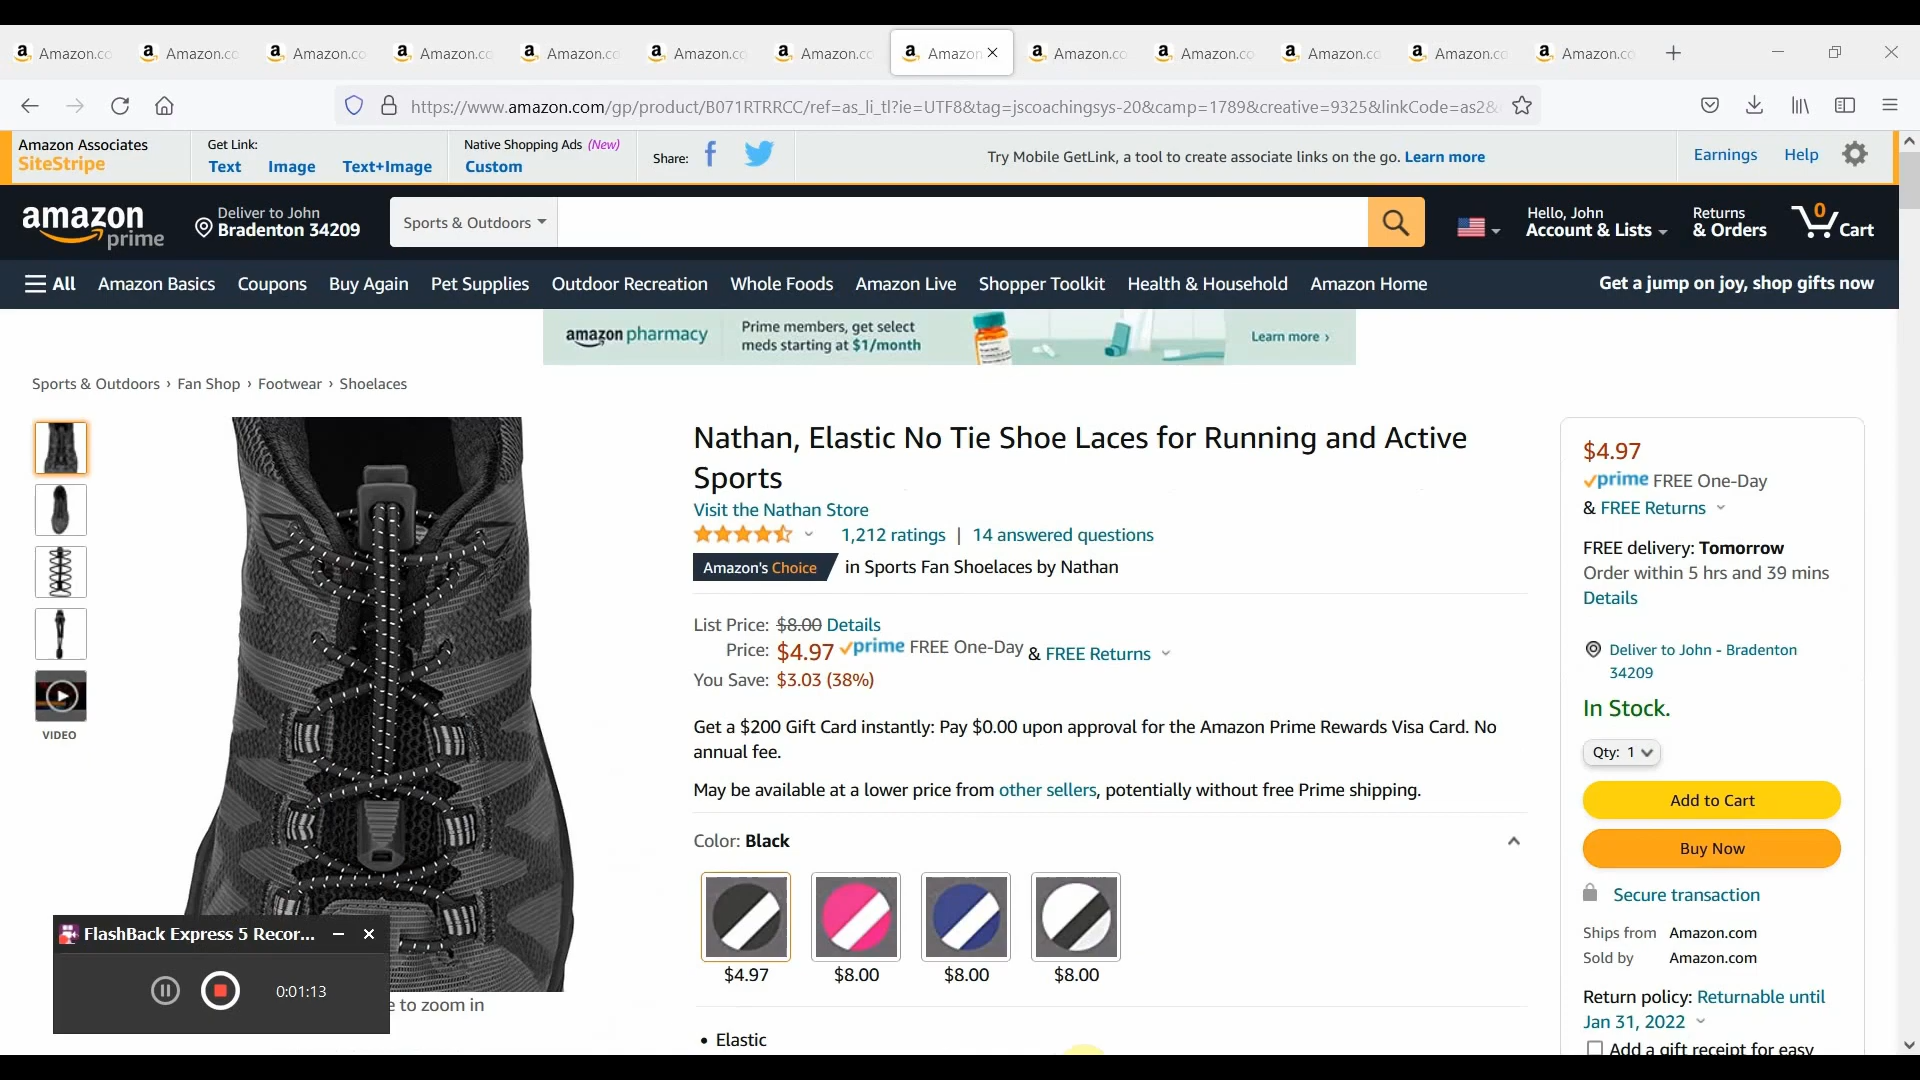 Amazon.co Amazon.co Amazon.co Amazon.co Amazon.co Amazon.co Amazon.co Amazon Amazon.co Amazon.co Amazon.co Amazon.co Amazon.co
https://www.amazon.com/gp/product/B071RTRRCC/ref=as_li_tl?ie=UTF8&tag=jscoachingsys-20&camp=1789&creative=9325&linkCode=as2&
Amazon Associates
SiteStripe
Get Link:
Text Image Text+Image
Native Shopping Ads (New)
Custom
Share:
Try Mobile GetLink, a tool to create associate links on the go. Learn more
Earnings Help
amazon prime
Deliver to John
Bradenton 34209
Sports & Outdoors
Hello, John
Account & Lists
Returns
& Orders
0
Cart
All Amazon Basics Coupons Buy Again Pet Supplies Outdoor Recreation Whole Foods Amazon Live Shopper Toolkit Health & Household Amazon Home
Get a jump on joy, shop gifts now
amazon pharmacy
Prime members, get select
meds starting at $1/month
Learn more ›
Sports & Outdoors › Fan Shop › Footwear › Shoelaces
VIDEO
e to zoom in
FlashBack Express 5 Recor...
0:01:13
Nathan, Elastic No Tie Shoe Laces for Running and Active
Sports
Visit the Nathan Store
1,212 ratings | 14 answered questions
Amazon's Choice in Sports Fan Shoelaces by Nathan
List Price: $8.00 Details
Price: $4.97 prime FREE One-Day & FREE Returns
You Save: $3.03 (38%)
Get a $200 Gift Card instantly: Pay $0.00 upon approval for the Amazon Prime Rewards Visa Card. No
annual fee.
May be available at a lower price from other sellers, potentially without free Prime shipping.
Color: Black
$4.97 $8.00 $8.00 $8.00
• Elastic
$4.97
prime FREE One-Day
& FREE Returns
FREE delivery: Tomorrow
Order within 5 hrs and 39 mins
Details
Deliver to John - Bradenton
34209
In Stock.
Qty: 1
Add to Cart
Buy Now
Secure transaction
Ships from Amazon.com
Sold by Amazon.com
Return policy: Returnable until
Jan 31, 2022
Add a gift receipt for easy